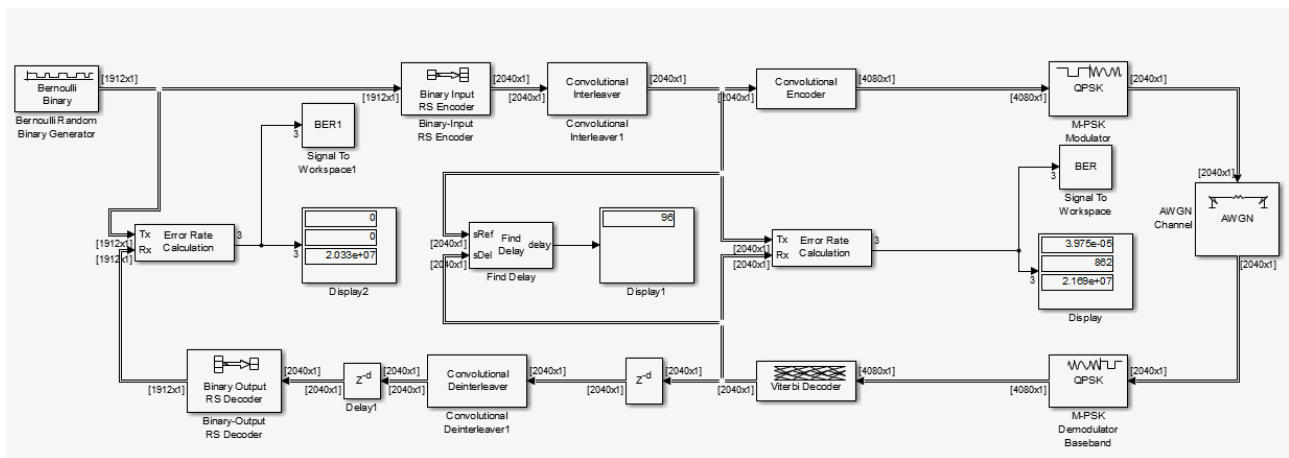 [1912x1]
Bernoulli
Binary
Bernoulli Random
Binary Generator
[1912x1]
Binary Input
RS Encoder
Binary-Input
RS Encoder
[2040x1]
[2040x1]
Convolutional
Interleaver
Convolutional
Interleaver1
[2040x1]
[2040x1]
Convolutional
Encoder
[4080x1]
[4080x1]
QPSK
M-PSK
Modulator
[2040x1]
3
BER1
Signal To
Workspace1
3
BER
Signal To
Workspace
[2040x1]
AWGN
AWGN
Channel
[2040x1]
Tx
Rx
Error Rate
Calculation
[1912x1]
[1912x1]
3
3
0
0
2.033e+07
Display2
sRef
sDel
Find
Delay
delay
[2040x1]
[2040x1]
Find Delay
96
Display1
Tx
Rx
Error Rate
Calculation
[2040x1]
[2040x1]
3
3
3.975e-05
862
2.169e+07
Display
[1912x1]
Binary Output
RS Decoder
Binary-Output
RS Decoder
[2040x1]
[2040x1]
z-d
Delay1
[2040x1]
[2040x1]
Convolutional
Deinterleaver
Convolutional
Deinterleaver1
[2040x1]
[2040x1]
z-d
[2040x1]
[2040x1]
Viterbi Decoder
[4080x1]
[4080x1]
QPSK
M-PSK
Demodulator
Baseband
[2040x1]